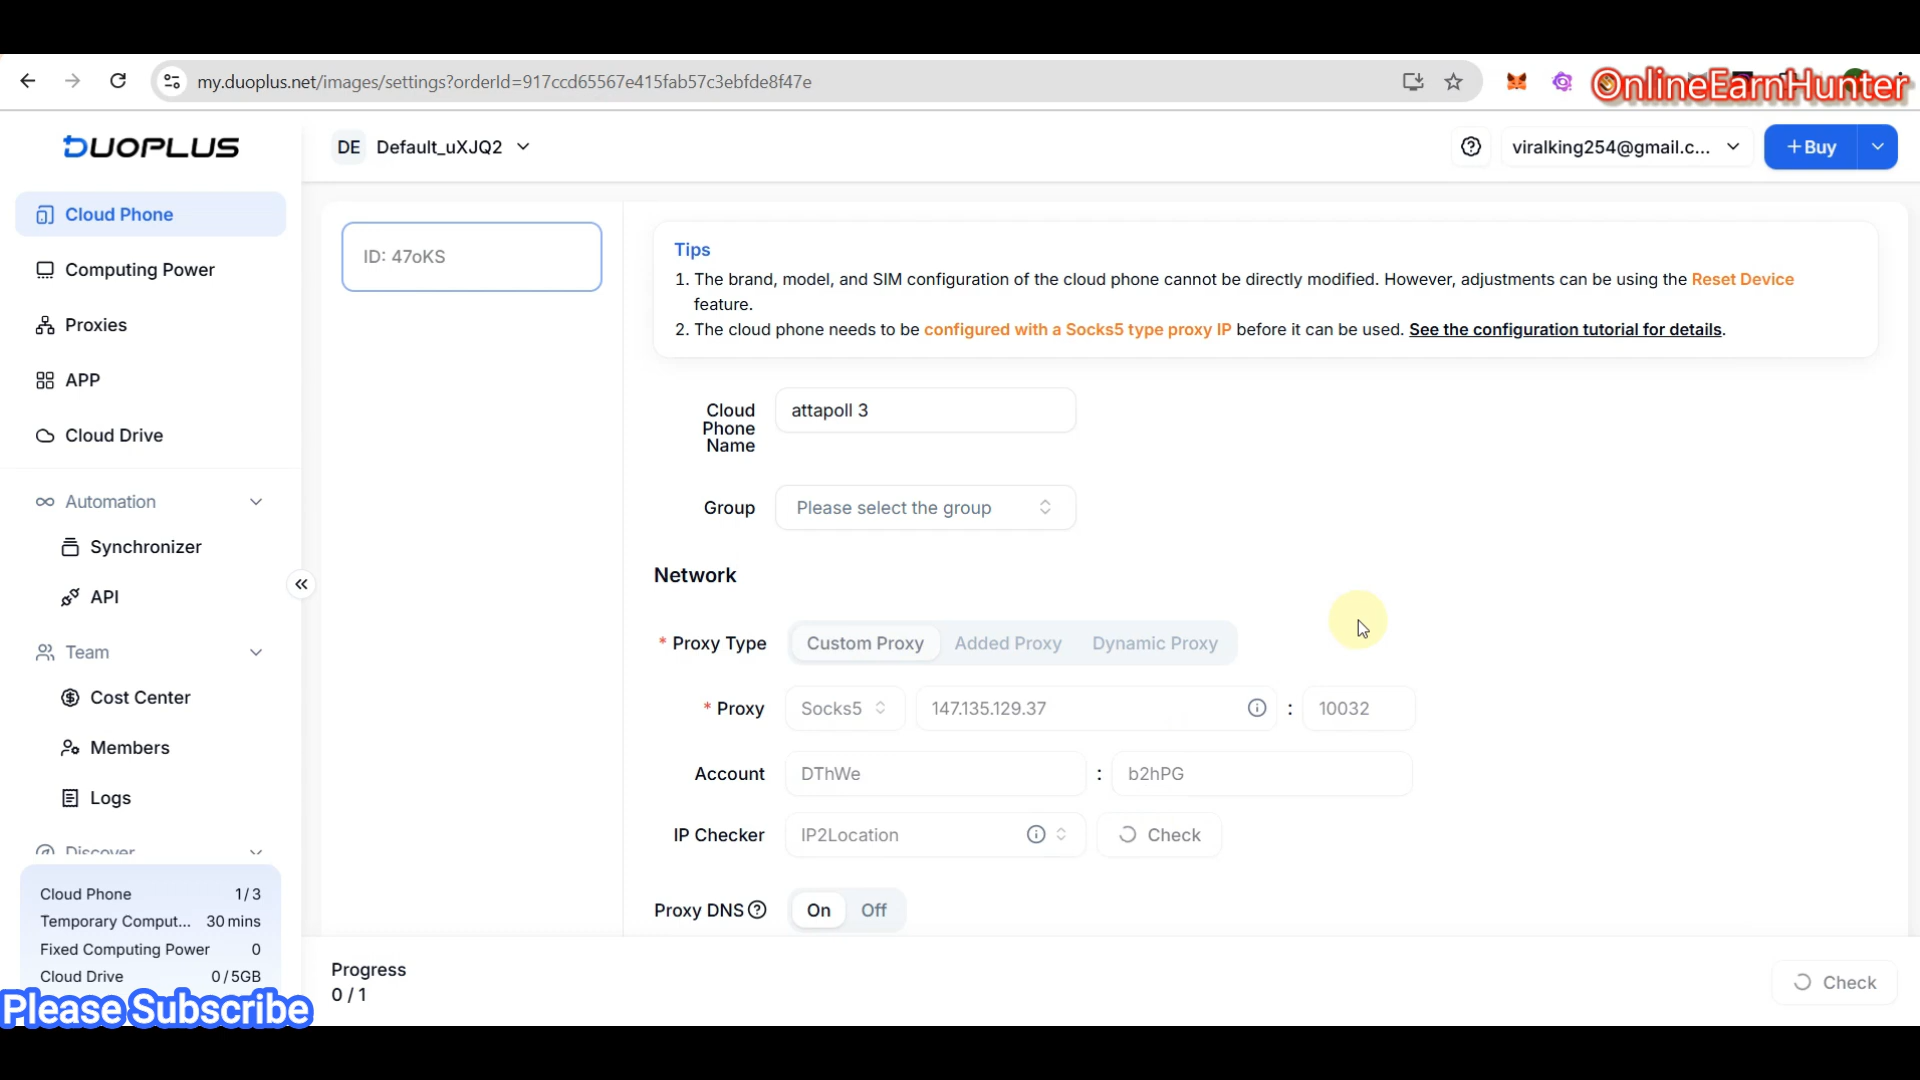 my.duoplus.net/images/settings?orderId=917ccd65567e415fab57c3ebfde8f47e
OnlineEarnHunter
DUOPLUS
DE Default_uXJQ2
viralking254@gmail.c...
+Buy
Cloud Phone
Computing Power
Proxies
APP
Cloud Drive
Automation
Synchronizer
API
Team
Cost Center
Members
Logs
Discover
Cloud Phone 1/3
Temporary Comput... 30 mins
Fixed Computing Power 0
Cloud Drive 0/5GB
Please Subscribe
ID: 47oKS
Tips
1. The brand, model, and SIM configuration of the cloud phone cannot be directly modified. However, adjustments can be using the Reset Device
feature.
2. The cloud phone needs to be configured with a Socks5 type proxy IP before it can be used. See the configuration tutorial for details.
Cloud
Phone
Name
attapoll 3
Group Please select the group
Network
* Proxy Type Custom Proxy Added Proxy Dynamic Proxy
* Proxy Socks5 147.135.129.37 : 10032
Account DThWe : b2hPG
IP Checker IP2Location Check
Proxy DNS On Off
Progress
0 / 1
Check